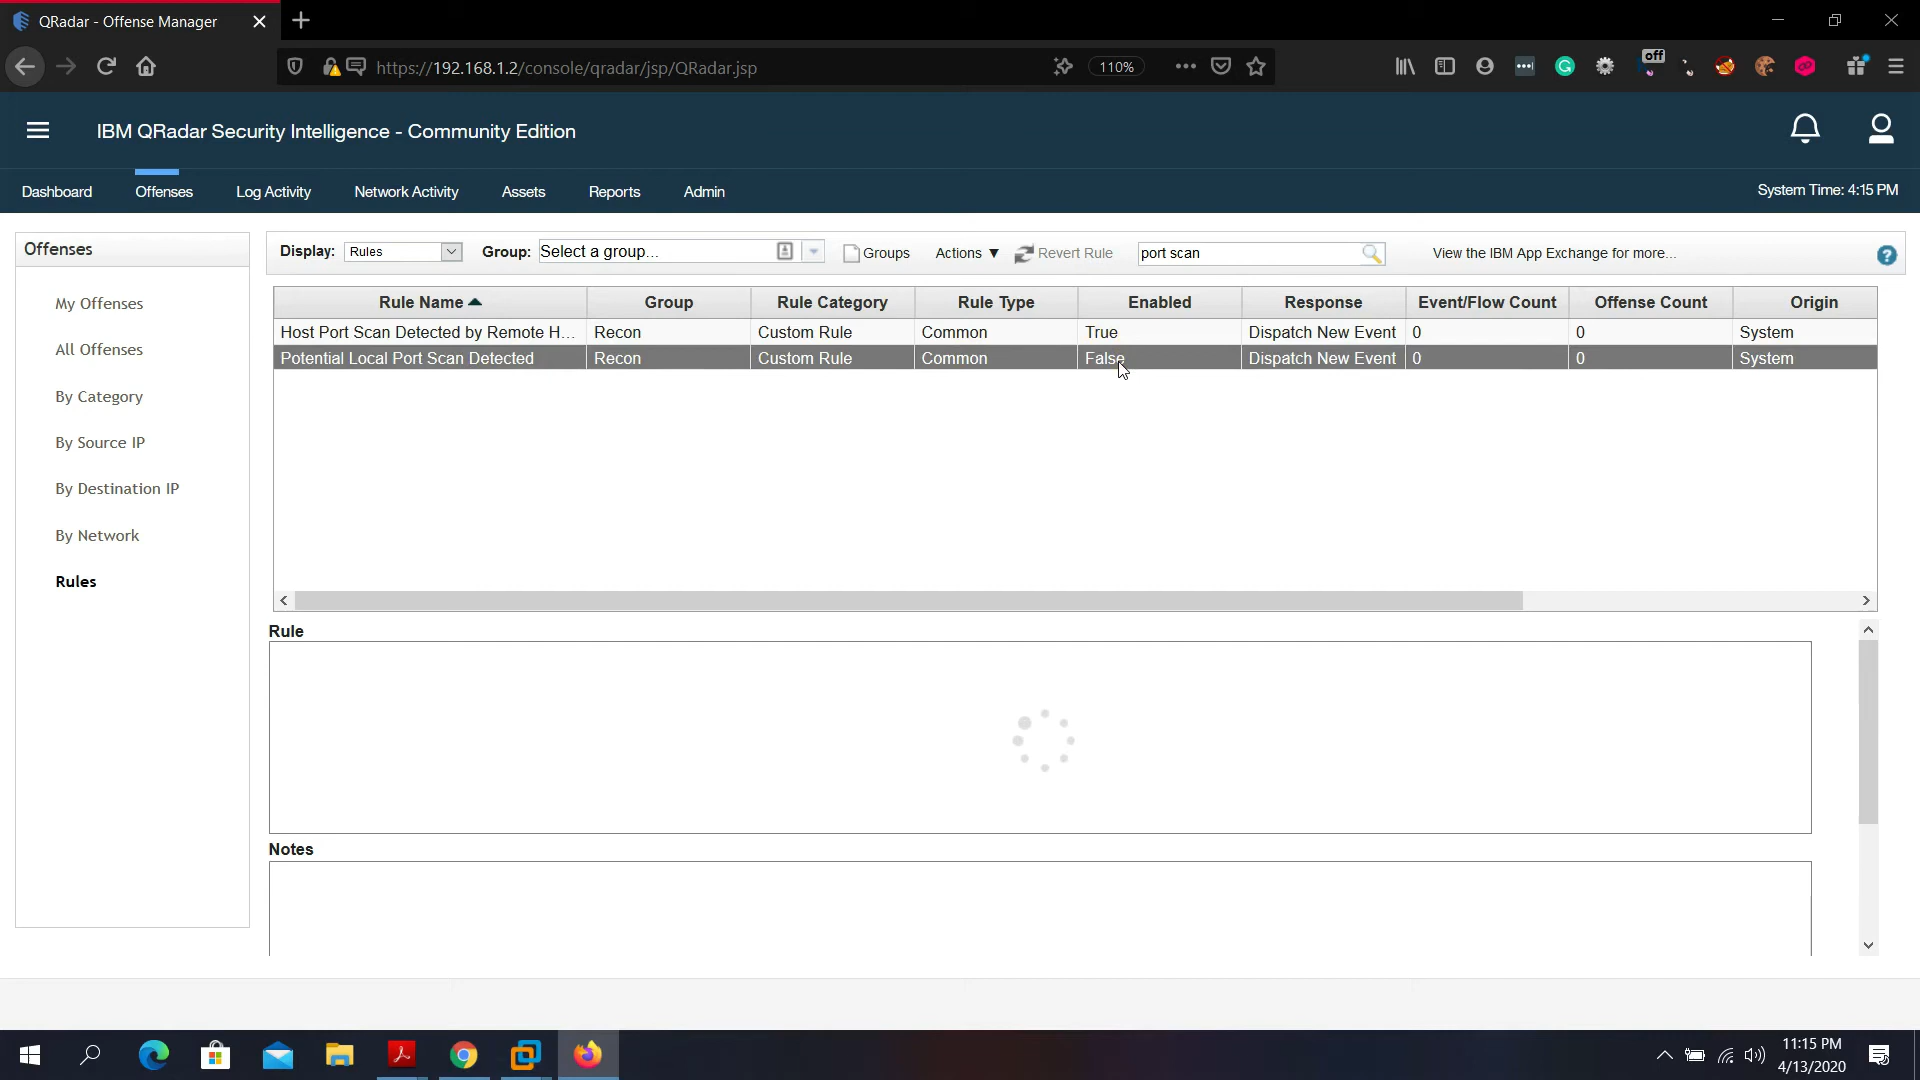 QRadar - Offense Manager
https://192.168.1.2/console/qradar/jsp/QRadar.jsp
110%
off
IBM QRadar Security Intelligence - Community Edition
Dashboard Offenses Log Activity Network Activity Assets Reports Admin
System Time: 4:15 PM
Offenses
My Offenses
All Offenses
By Category
By Source IP
By Destination IP
By Network
Rules
Display: Rules Group: Select a group... Groups Actions ▼ Revert Rule port scan View the IBM App Exchange for more...
Rule Name Group Rule Category Rule Type Enabled Response Event/Flow Count Offense Count Origin
Host Port Scan Detected by Remote H... Recon Custom Rule Common True Dispatch New Event 0 0 System
Potential Local Port Scan Detected Recon Custom Rule Common False Dispatch New Event 0 0 System
Rule
Notes
11:15 PM
4/13/2020